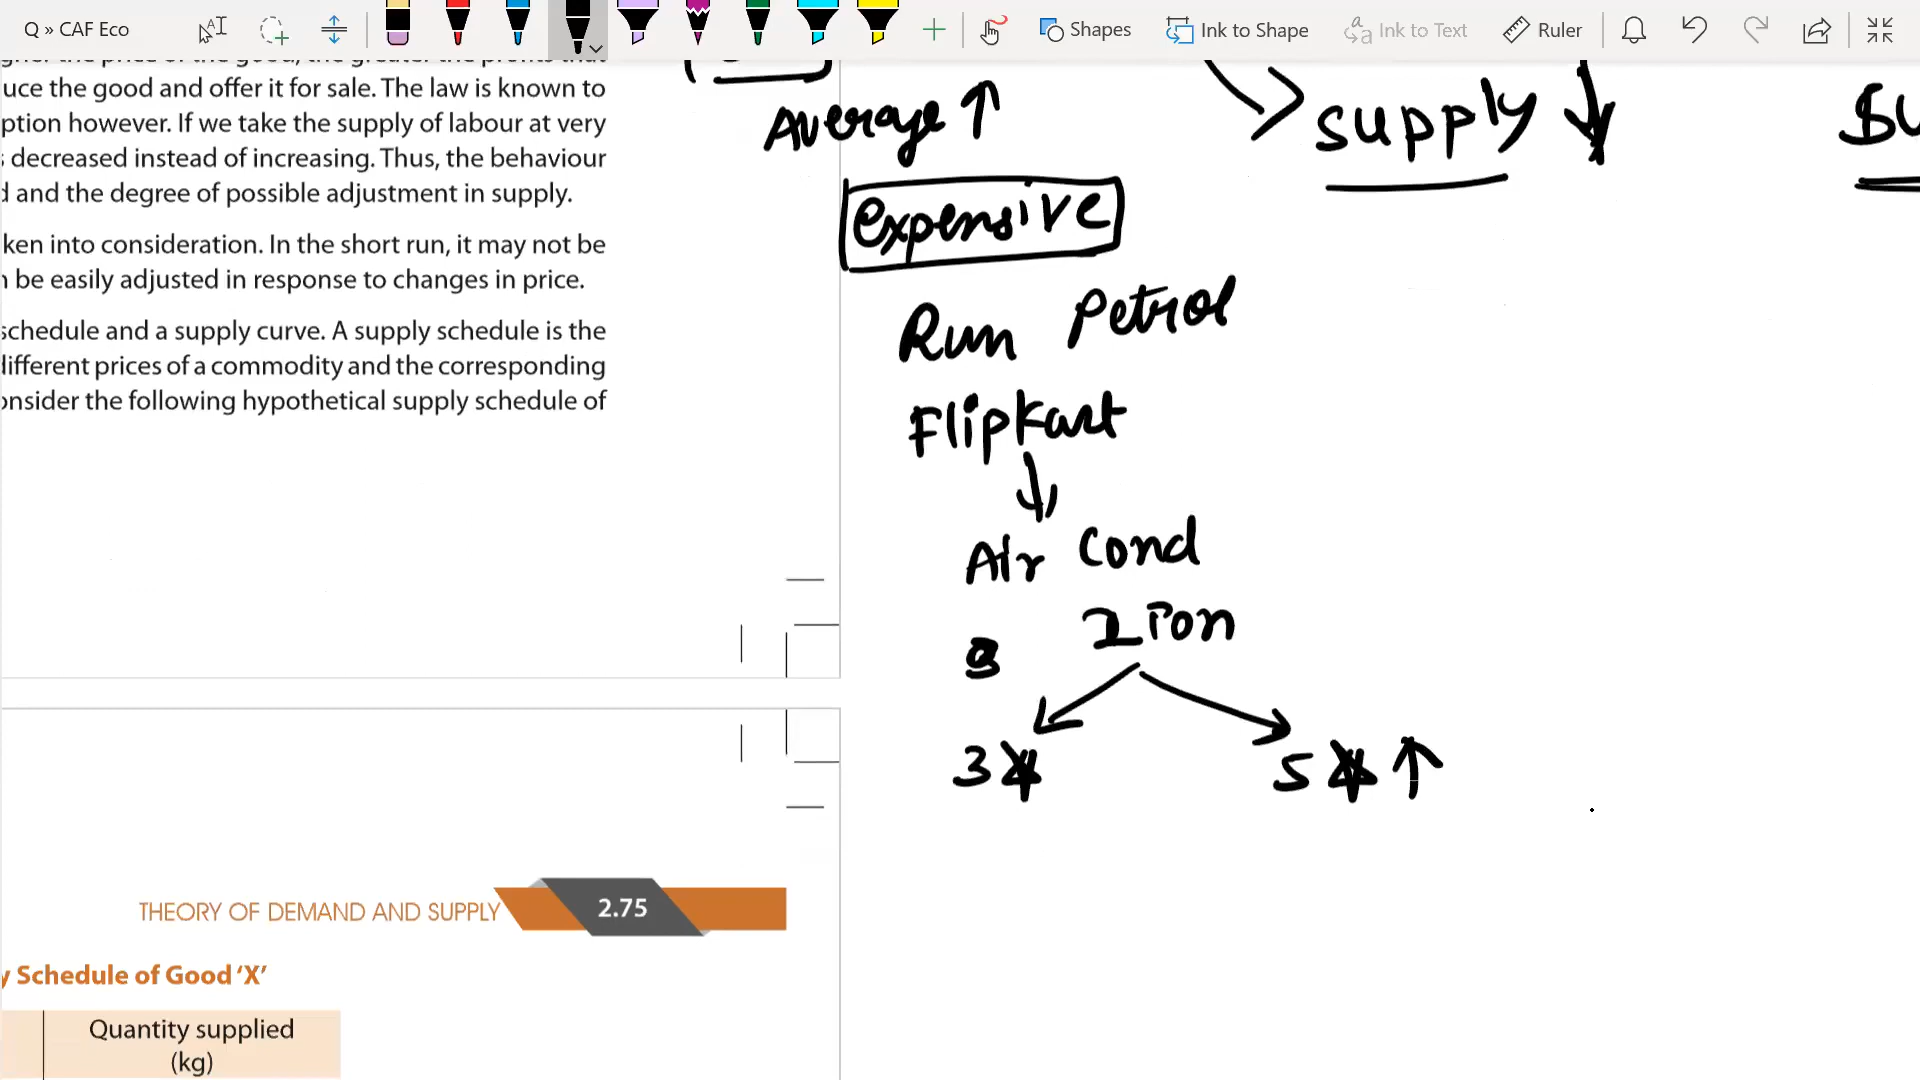 Q » CAF Eco
Shapes
Ink to Shape
Ink to Text
Ruler
uce the good and offer it for sale. The law is known to
ption however. If we take the supply of labour at very
decreased instead of increasing. Thus, the behaviour
d and the degree of possible adjustment in supply.
ken into consideration. In the short run, it may not be
n be easily adjusted in response to changes in price.
schedule and a supply curve. A supply schedule is the
different prices of a commodity and the corresponding
onsider the following hypothetical supply schedule of
Average ↑
supply ↓
Su
expensive
Run Petrol
Flipkart
↓
Air Cond
3★
5★ ↑
THEORY OF DEMAND AND SUPPLY
2.75
y Schedule of Good ‘X’
Quantity supplied
(kg)